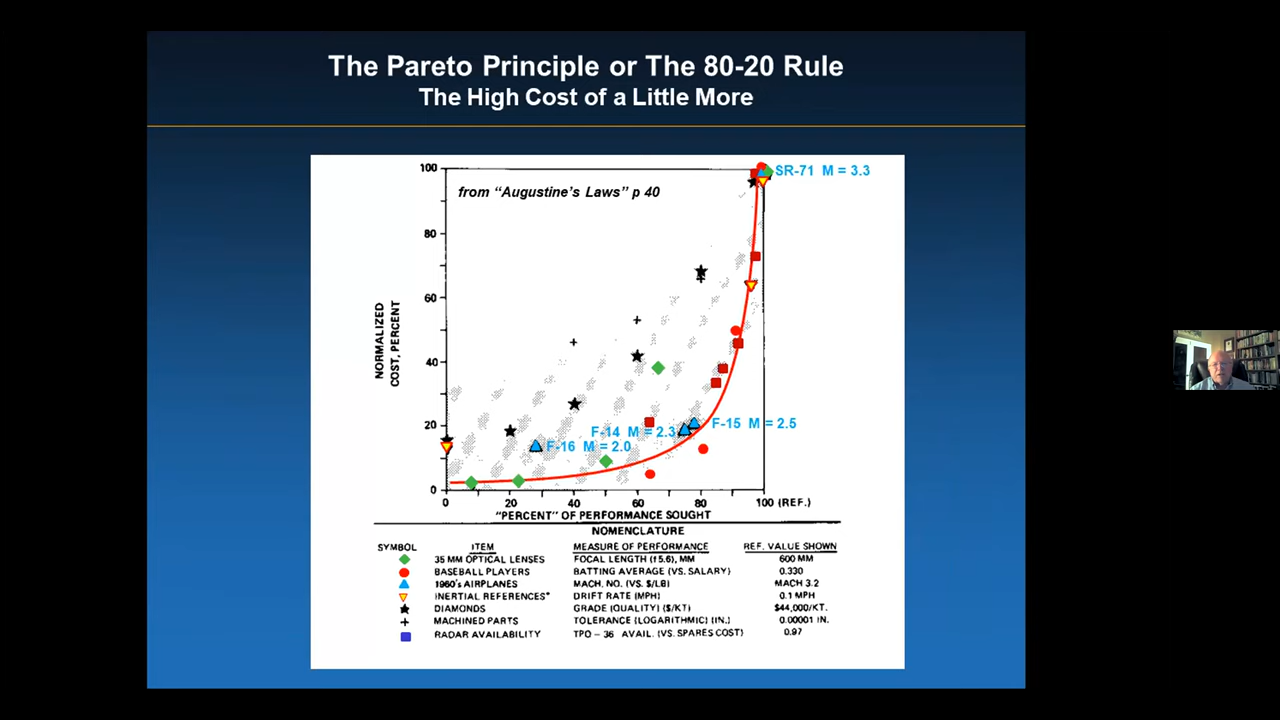 The Pareto Principle or The 80-20 Rule
The High Cost of a Little More
from “Augustine’s Laws” p 40
SR-71 M = 3.3
F-15 M = 2.5
F-14 M = 2.3
F-16 M = 2.0
100
80
60
40
20
0
NORMALIZED
COST, PERCENT
0 20 40 60 80 100 (REF.)
“PERCENT” OF PERFORMANCE SOUGHT
NOMENCLATURE
SYMBOL ITEM MEASURE OF PERFORMANCE REF. VALUE SHOWN
35 MM OPTICAL LENSES FOCAL LENGTH (f5.6), MM 600 MM
BASEBALL PLAYERS BATTING AVERAGE (VS. SALARY) 0.330
1960's AIRPLANES MACH. NO. (VS. $/LB) MACH 3.2
INERTIAL REFERENCES* DRIFT RATE (MPH) 0.1 MPH
DIAMONDS GRADE (QUALITY) ($/KT) $44,000/KT.
MACHINED PARTS TOLERANCE (LOGARITHMIC) (IN.) 0.00001 IN.
RADAR AVAILABILITY TPQ – 36 AVAIL. (VS. SPARES COST) 0.97